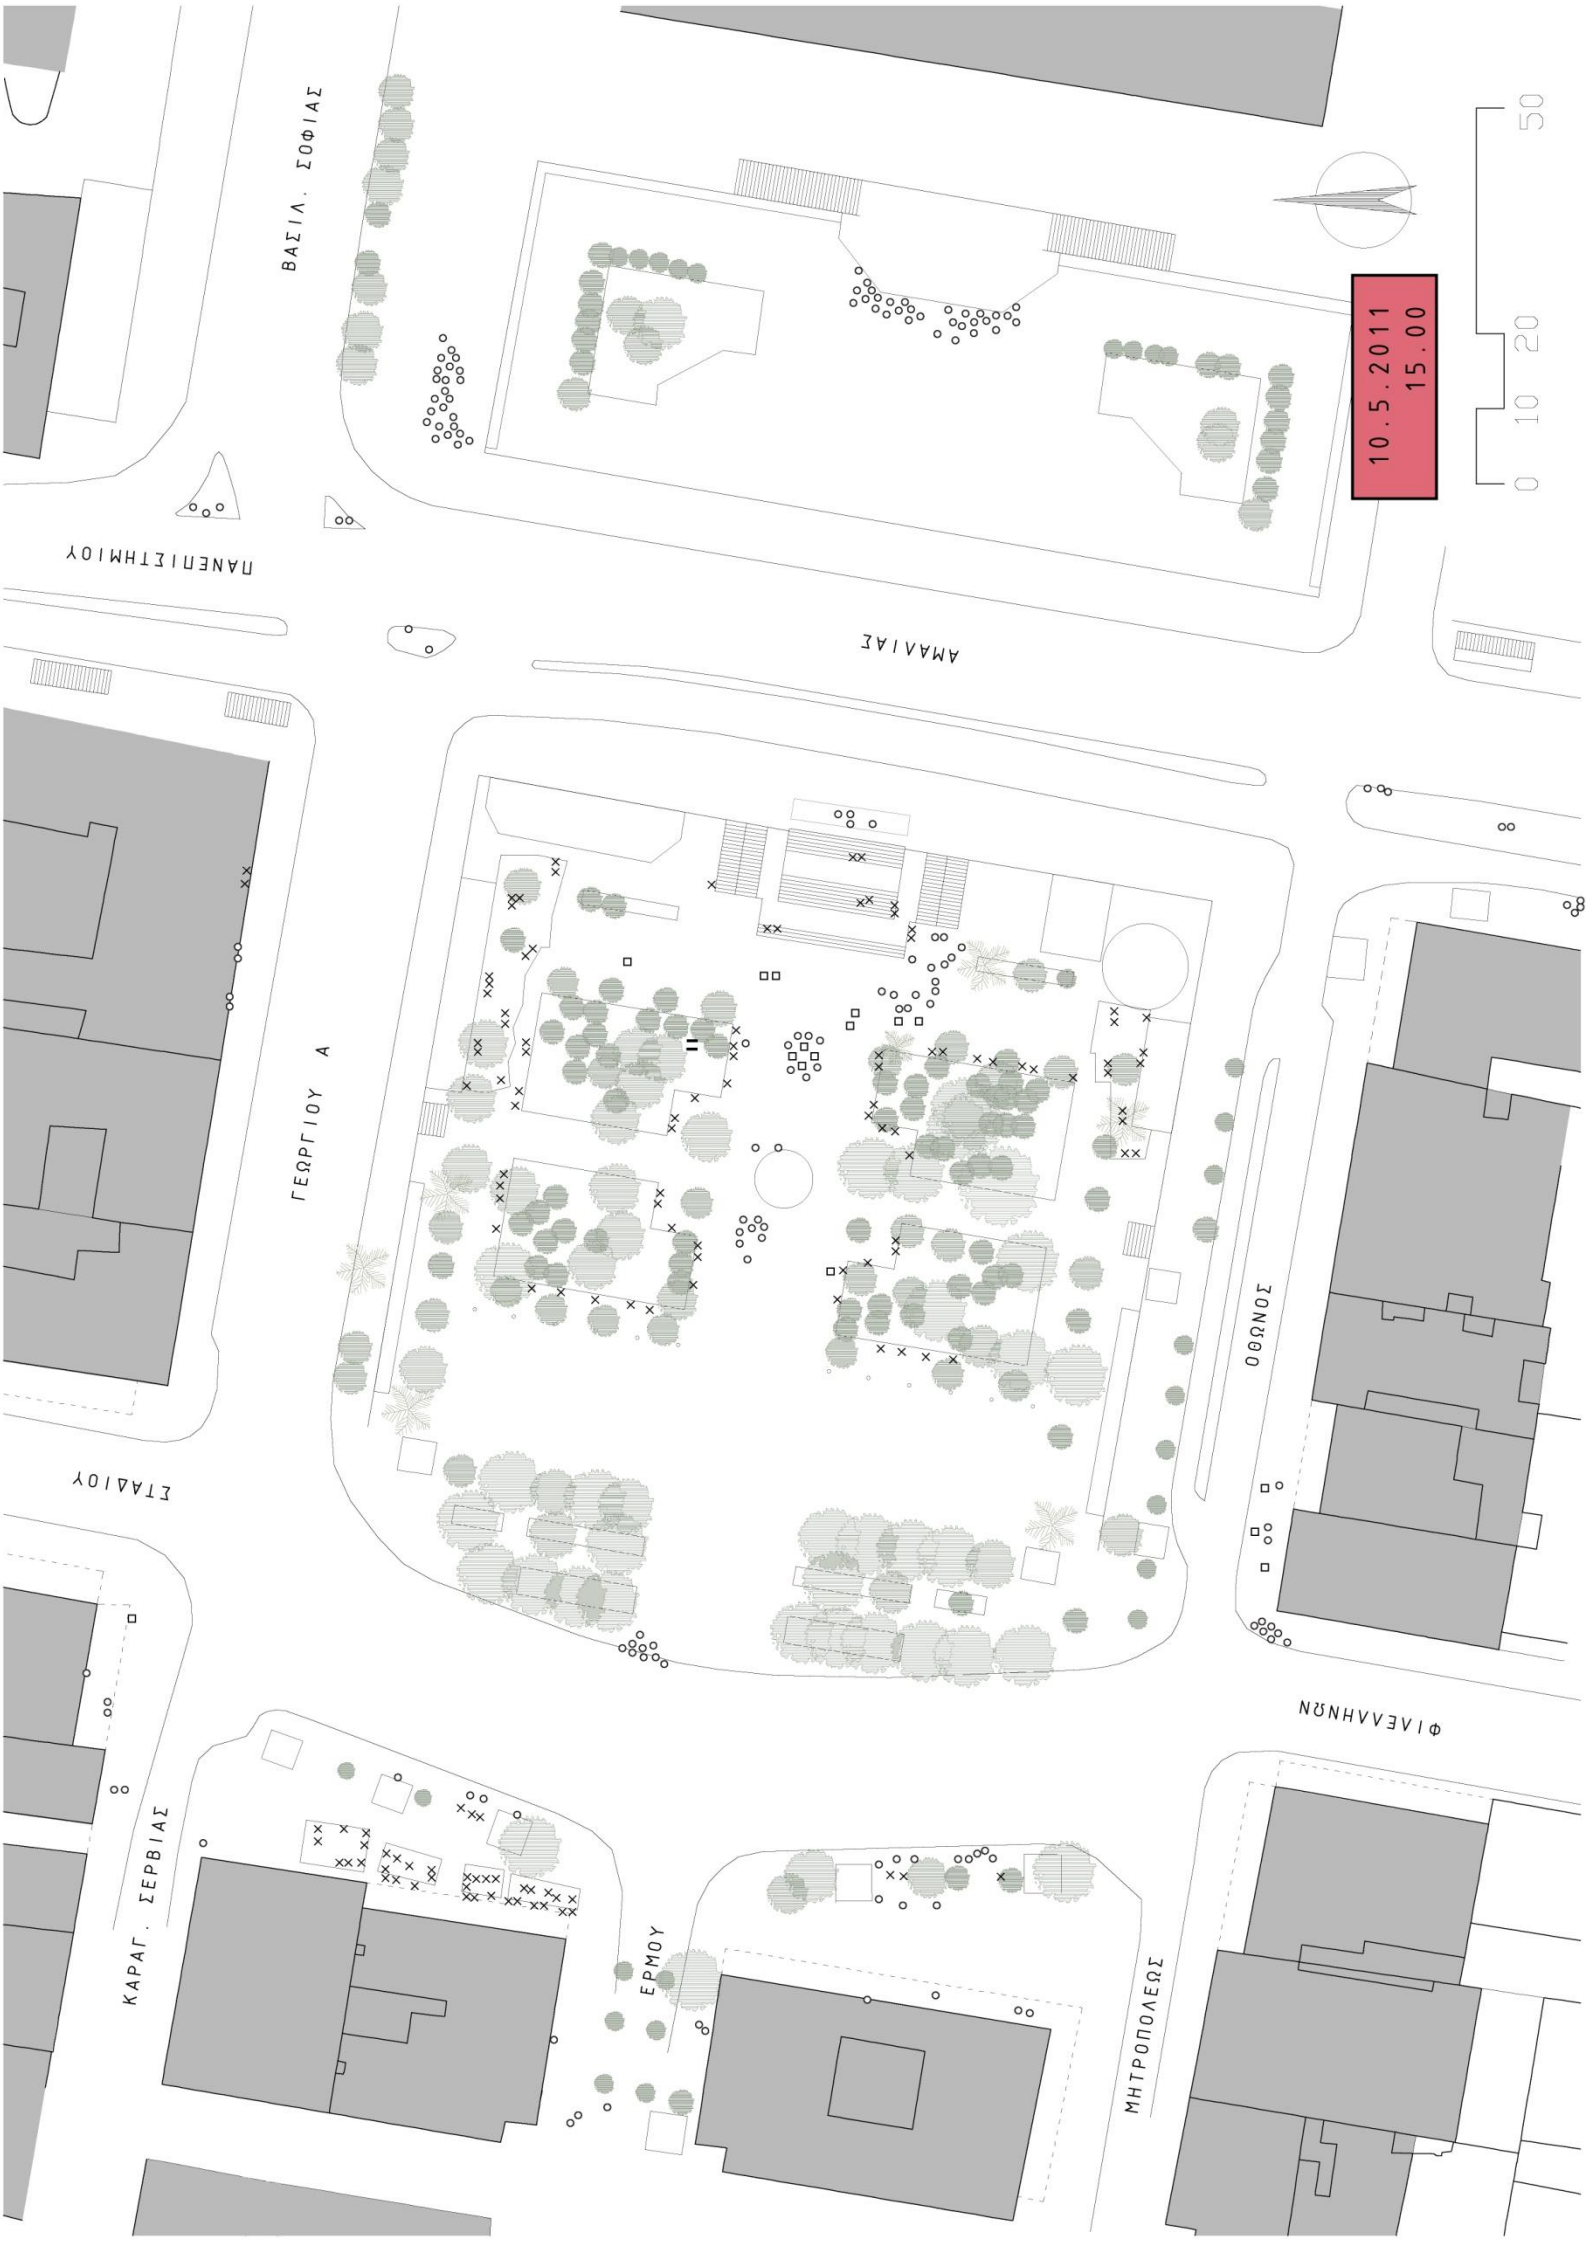 ΒΑΣΙΛ. ΣΟΦΙΑΣ
50
20
10
0
10.5.2011
15.00
ΠΑΝΕΠΙΣΤΗΜΙΟΥ
ΑΜΑΛΙΑΣ
ΓΕΩΡΓΙΟΥ Α
ΟΘΩΝΟΣ
ΣΤΑΔΙΟΥ
ΦΙΛΕΛΛΗΝΩΝ
ΚΑΡΑΓ. ΣΕΡΒΙΑΣ
ΕΡΜΟΥ
ΜΗΤΡΟΠΟΛΕΩΣ